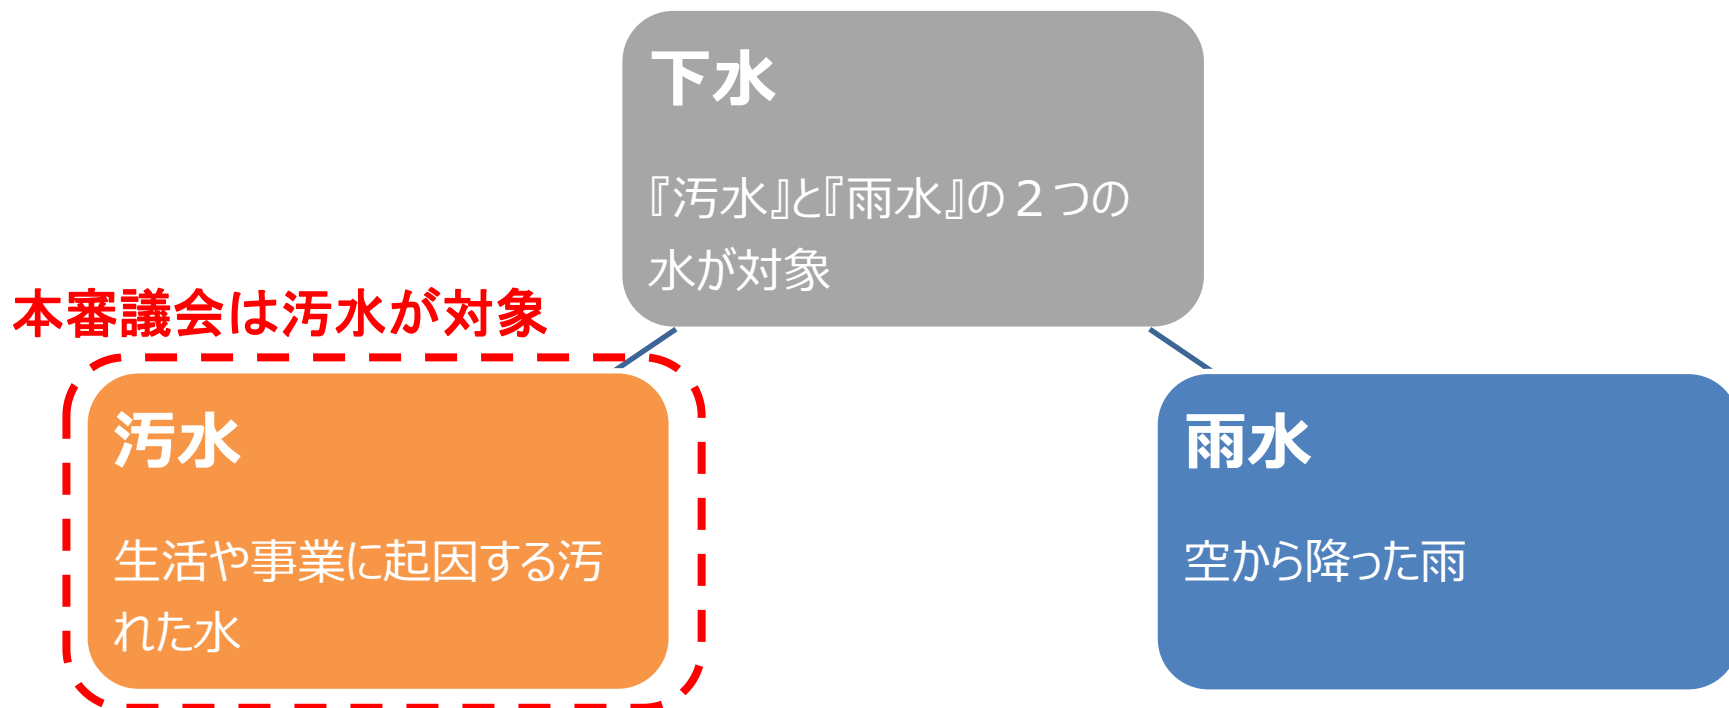 下水
『汚水』と『雨水』の２つの
水が対象
本審議会は汚水が対象
汚水
生活や事業に起因する汚
れた水
雨水
空から降った雨